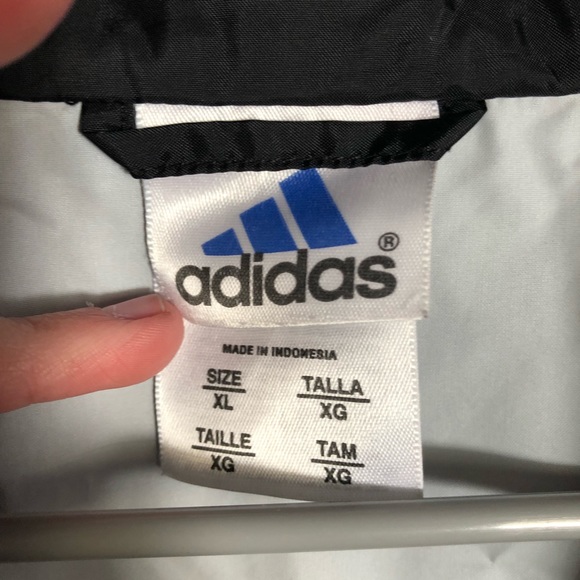 adidas®
MADE IN INDONESIA
SIZE TALLA
XL XG
TAILLE TAM
XG XG